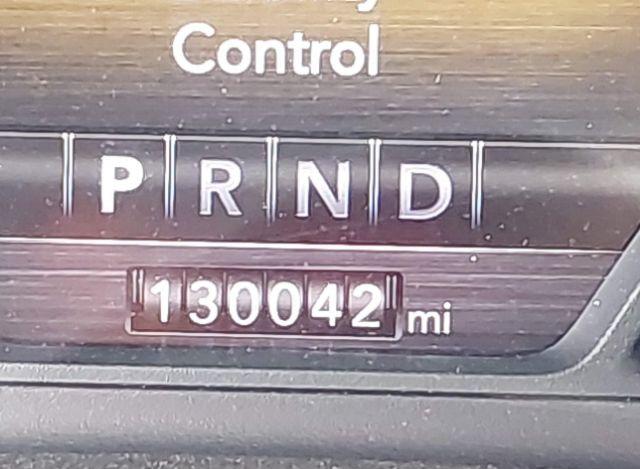 Control
P R N D
130042 mi